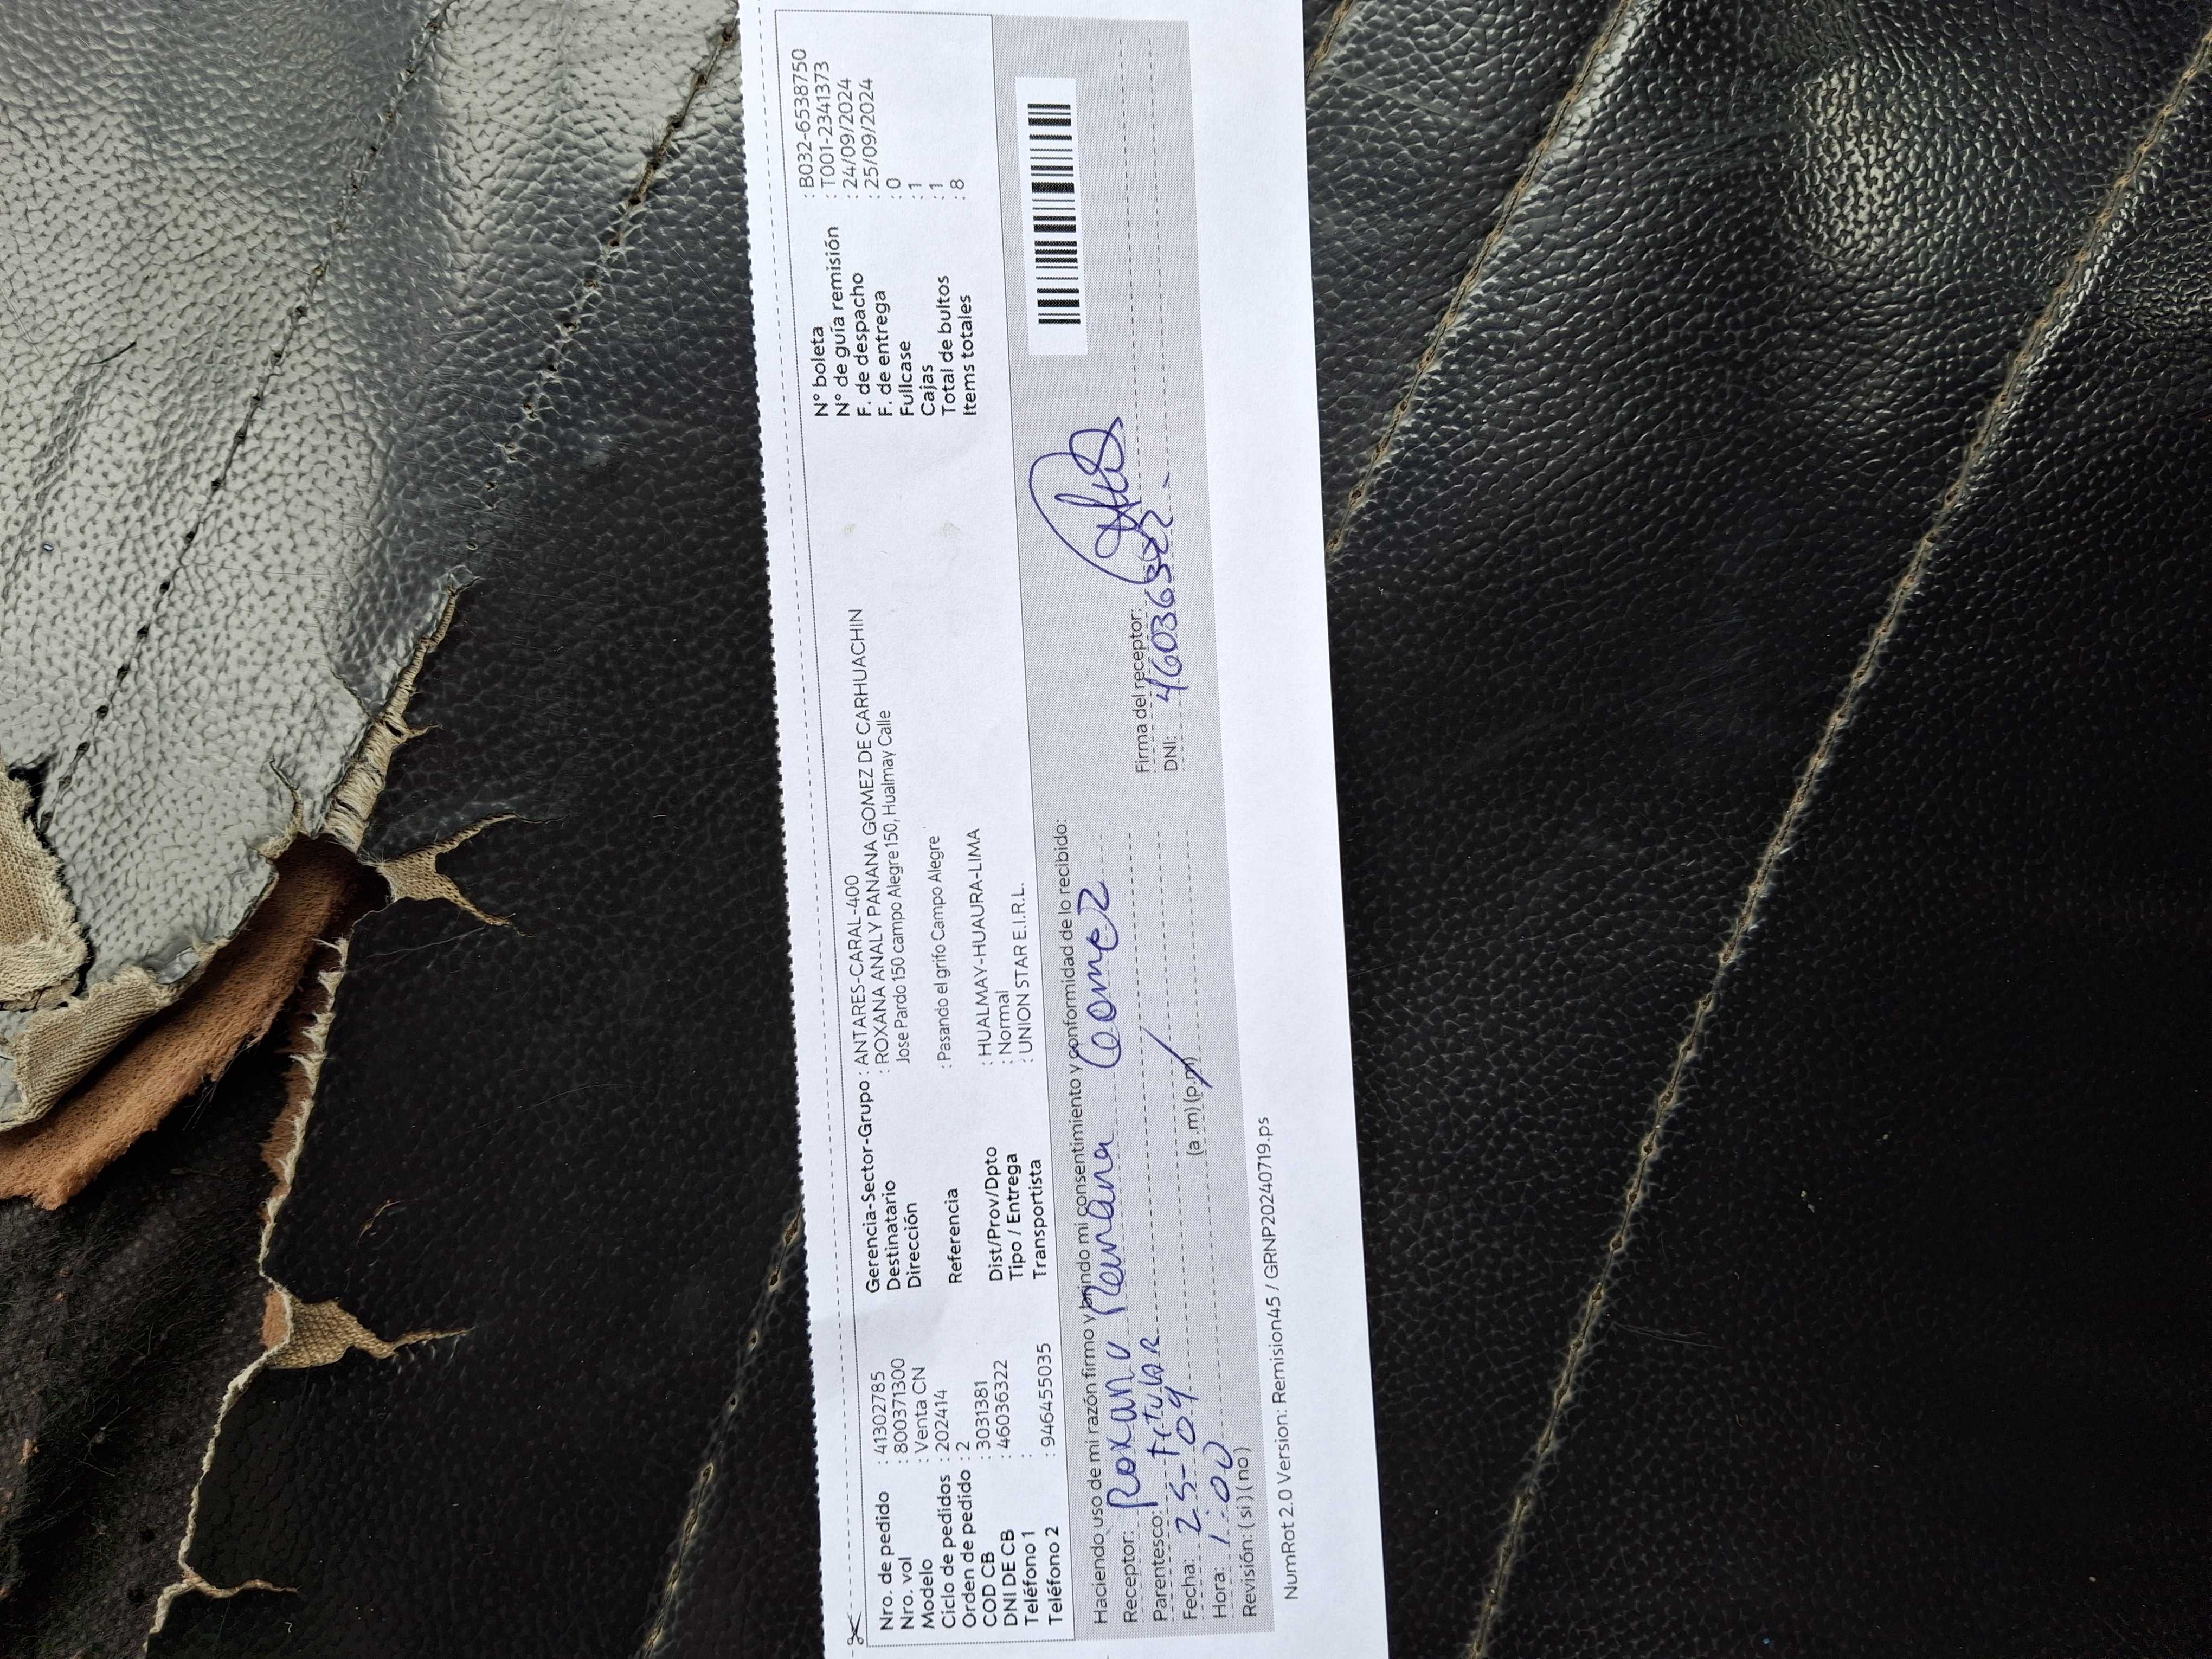 Nro. de pedido : 41302785
Nro. vol : 800371300
Modelo : Venta CN
Ciclo de pedidos : 202414
Orden de pedido : 2
COD CB : 3031381
DNI DE CB : 46036322
Teléfono 1 :
Teléfono 2 : 946455035
Gerencia-Sector-Grupo : ANTARES-CARAL-400
Destinatario : ROXANA ANALY PANANA GOMEZ DE CARHUACHIN
Dirección Jose Pardo 150 campo Alegre 150, Hualmay Calle
Referencia : Pasando el grifo Campo Alegre
Dist/Prov/Dpto : HUALMAY-HUAURA-LIMA
Tipo / Entrega : Normal
Transportista : UNION STAR E.I.R.L.
N° boleta : B032-6538750
N° de guía remisión : T001-2341373
F. de despacho : 24/09/2024
F. de entrega : 25/09/2024
Fullcase : 0
Cajas : 1
Total de bultos : 1
Items totales : 8
Haciendo uso de mi razón firmo y brindo mi consentimiento y conformidad de lo recibido:
Receptor: Roxana Panana Gomez
Parentesco: titular
Fecha: 25-09
Hora: 1:00 (a .m) (p.m)
Revisión: ( si ) ( no )
Firma del receptor:
DNI: 46036322
NumRot 2.0 Version: Remision45 / GRNP20240719.ps